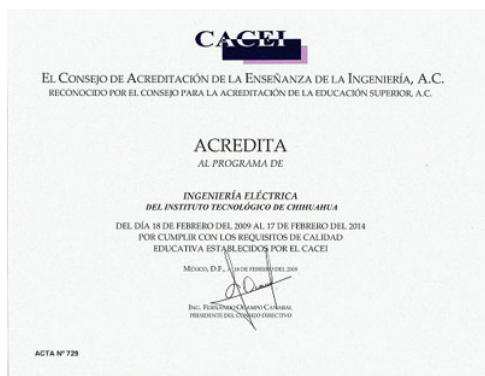 CACEI
EL CONSEJO DE ACREDITACIÓN DE LA ENSEÑANZA DE LA INGENIERÍA, A.C.
RECONOCIDO POR EL CONSEJO PARA LA ACREDITACIÓN DE LA EDUCACIÓN SUPERIOR, A.C.
ACREDITA
AL PROGRAMA DE
INGENIERÍA ELÉCTRICA
DEL INSTITUTO TECNOLÓGICO DE CHIHUAHUA
DEL DÍA 18 DE FEBRERO DEL 2009 AL 17 DE FEBRERO DEL 2014
POR CUMPLIR CON LOS REQUISITOS DE CALIDAD
EDUCATIVA ESTABLECIDOS POR EL CACEI
MÉXICO, D.F., A 18 DE FEBRERO DEL 2009
ING. FERNANDO OCAMPO CANABAL
PRESIDENTE DEL CONSEJO DIRECTIVO
ACTA Nº 729